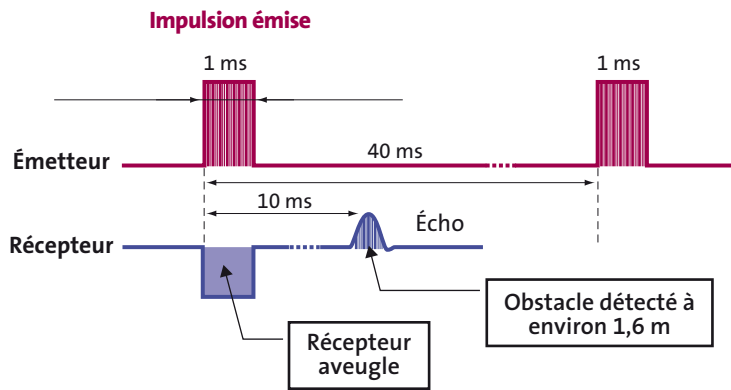 Impulsion émise
1 ms
1 ms
Émetteur
40 ms
10 ms
Écho
Récepteur
Obstacle détecté à
environ 1,6 m
Récepteur
aveugle